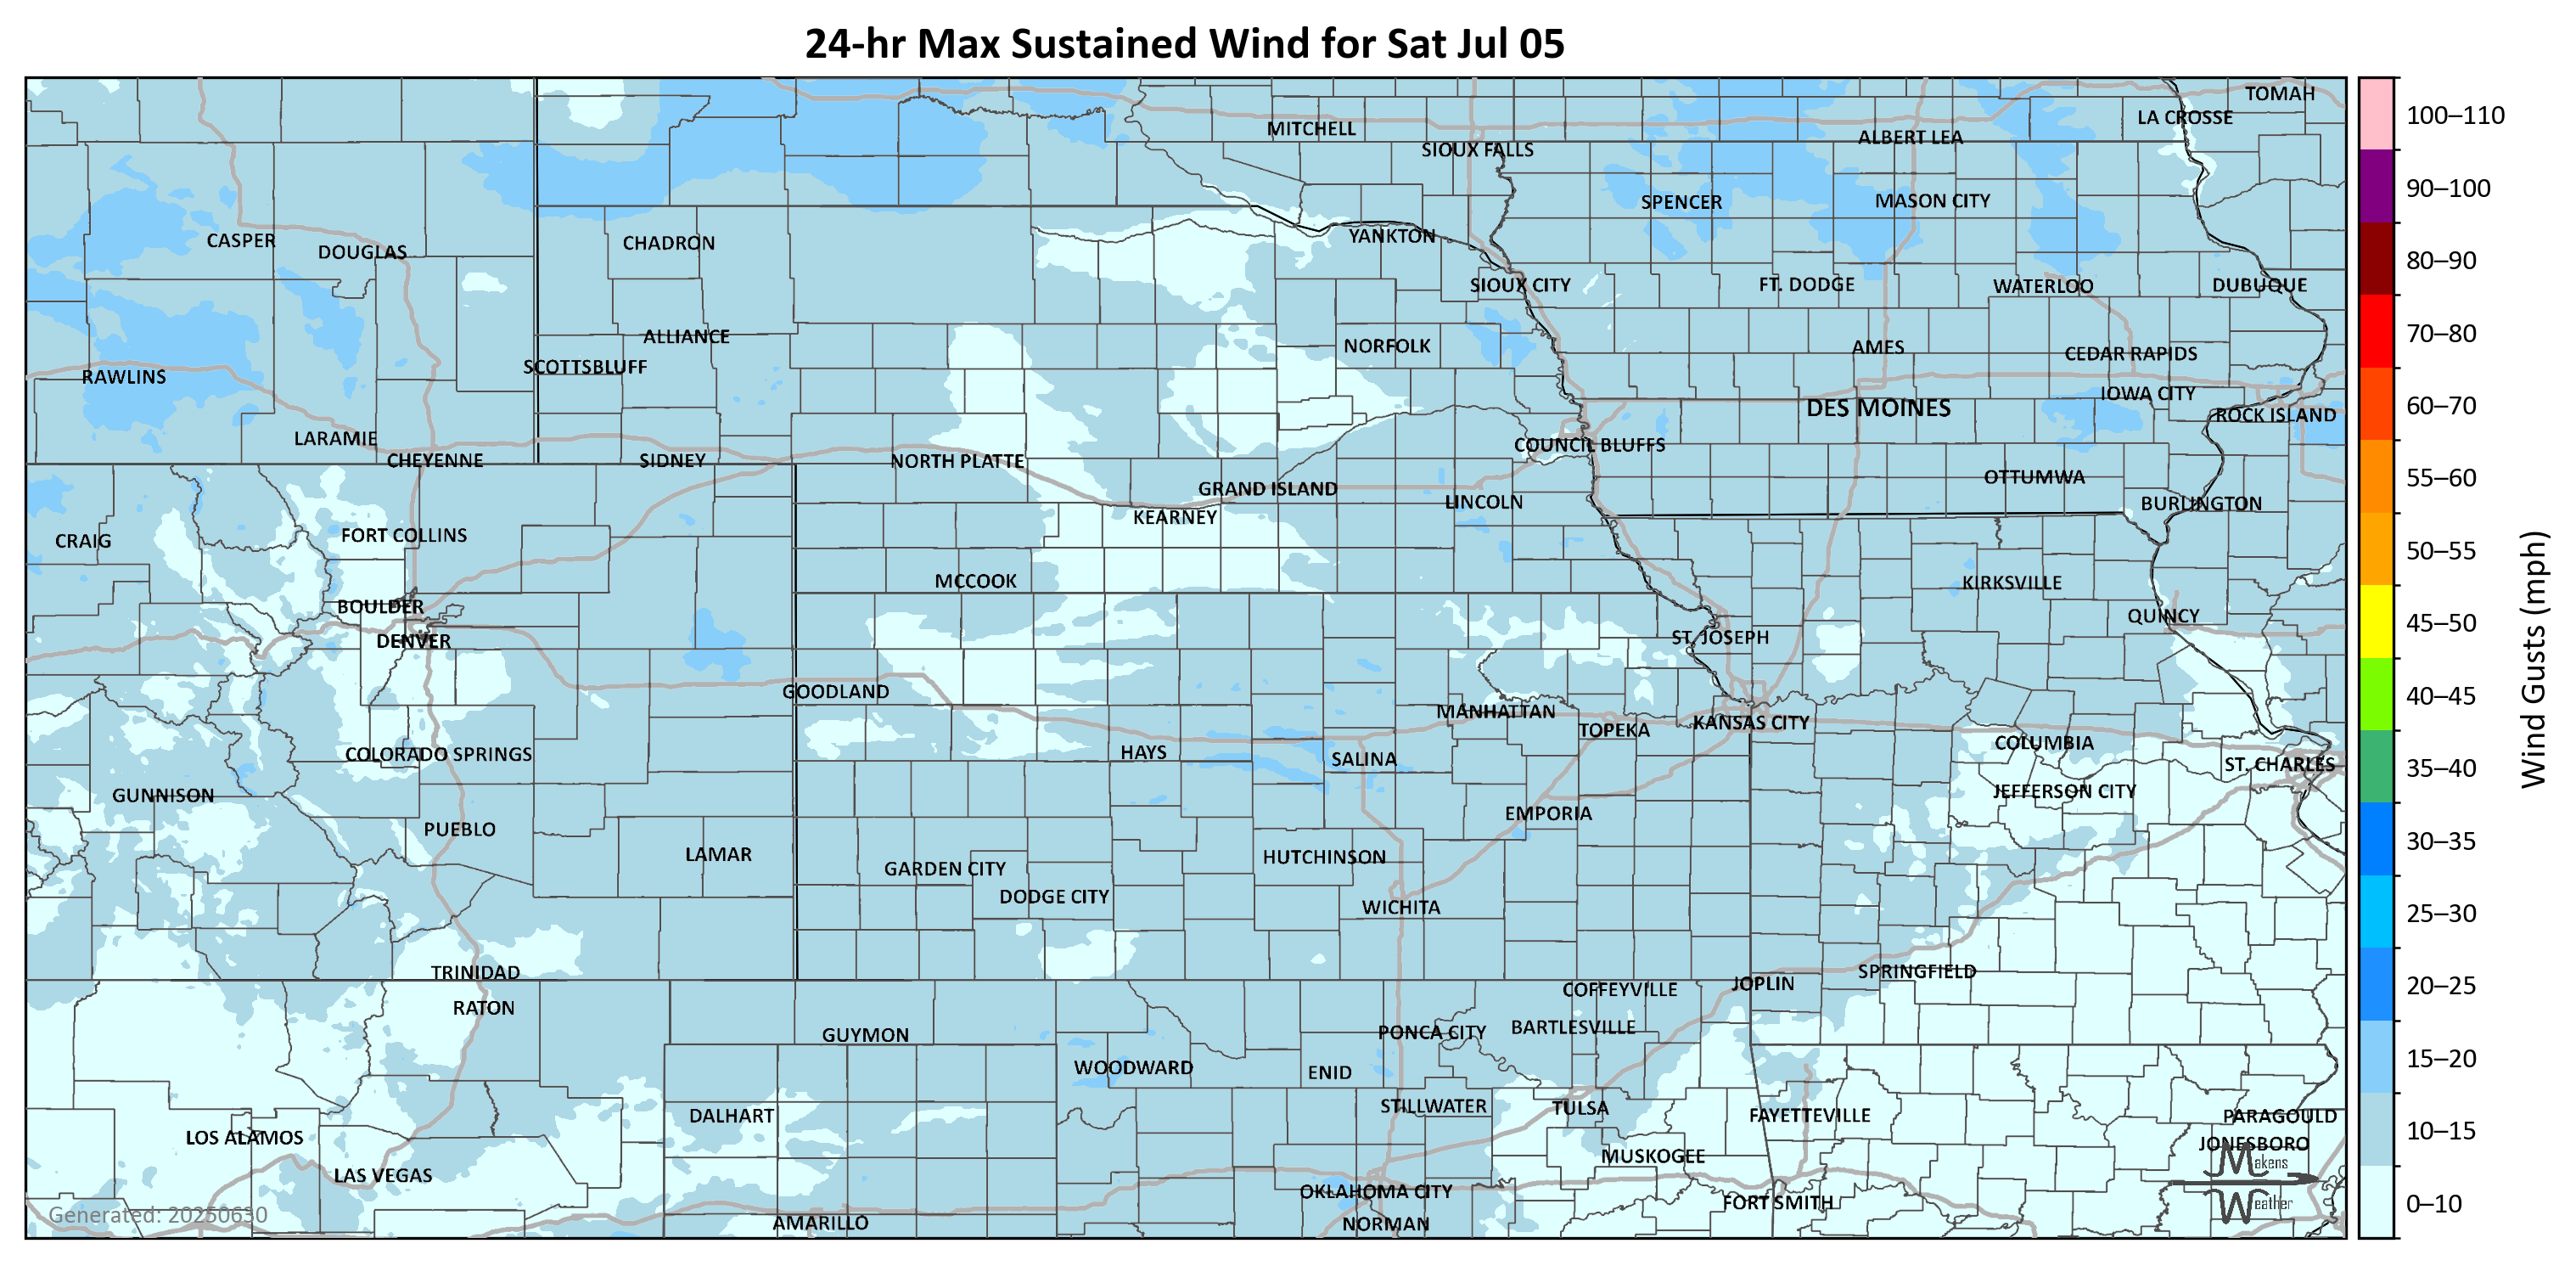 24-hr Max Sustained Wind for Sat Jul 05
TOMAH
LA CROSSE
MITCHELL
ALBERT LEA
SIOUX FALLS
SPENCER
MASON CITY
CASPER
DOUGLAS
CHADRON
YANKTON
SIOUX CITY
FT. DODGE
WATERLOO
DUBUQUE
ALLIANCE
NORFOLK
AMES
CEDAR RAPIDS
SCOTTSBLUFF
RAWLINS
IOWA CITY
DES MOINES
ROCK ISLAND
LARAMIE
COUNCIL BLUFFS
CHEYENNE
SIDNEY
NORTH PLATTE
OTTUMWA
GRAND ISLAND
LINCOLN
BURLINGTON
KEARNEY
CRAIG
FORT COLLINS
MCCOOK
KIRKSVILLE
BOULDER
QUINCY
DENVER
ST. JOSEPH
GOODLAND
MANHATTAN
TOPEKA
KANSAS CITY
COLUMBIA
COLORADO SPRINGS
HAYS
SALINA
ST. CHARLES
GUNNISON
JEFFERSON CITY
EMPORIA
PUEBLO
LAMAR
HUTCHINSON
GARDEN CITY
DODGE CITY
WICHITA
TRINIDAD
SPRINGFIELD
JOPLIN
COFFEYVILLE
RATON
GUYMON
PONCA CITY
BARTLESVILLE
WOODWARD
ENID
STILLWATER
TULSA
DALHART
FAYETTEVILLE
PARAGOULD
LOS ALAMOS
JONESBORO
MUSKOGEE
LAS VEGAS
OKLAHOMA CITY
FORT SMITH
AMARILLO
NORMAN
Makens
Weather
Generated: 20250630
100–110
90–100
80–90
70–80
60–70
55–60
50–55
45–50
40–45
35–40
30–35
25–30
20–25
15–20
10–15
0–10
Wind Gusts (mph)